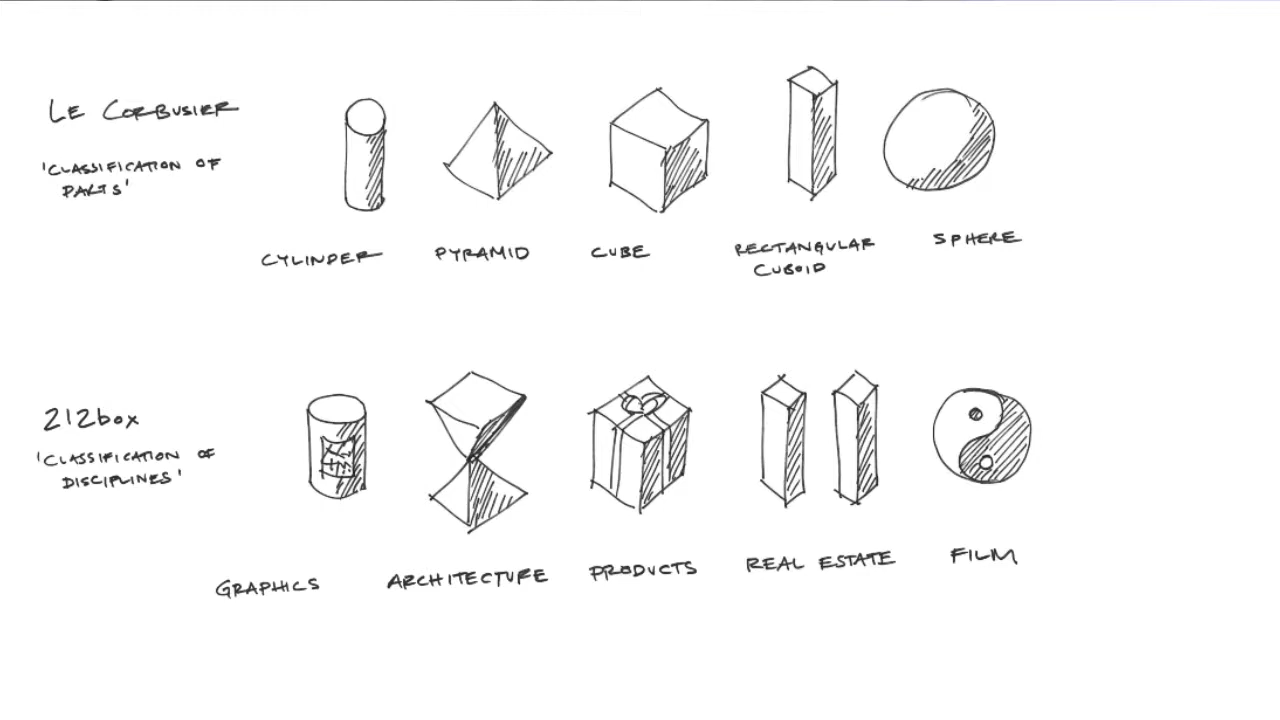 LE CORBUSIER
'CLASSIFICATION OF
PARTS'
CYLINDER
PYRAMID
CUBE
RECTANGULAR
CUBOID
SPHERE
212box
'CLASSIFICATION OF
DISCIPLINES'
GRAPHICS
ARCHITECTURE
PRODUCTS
REAL ESTATE
FILM